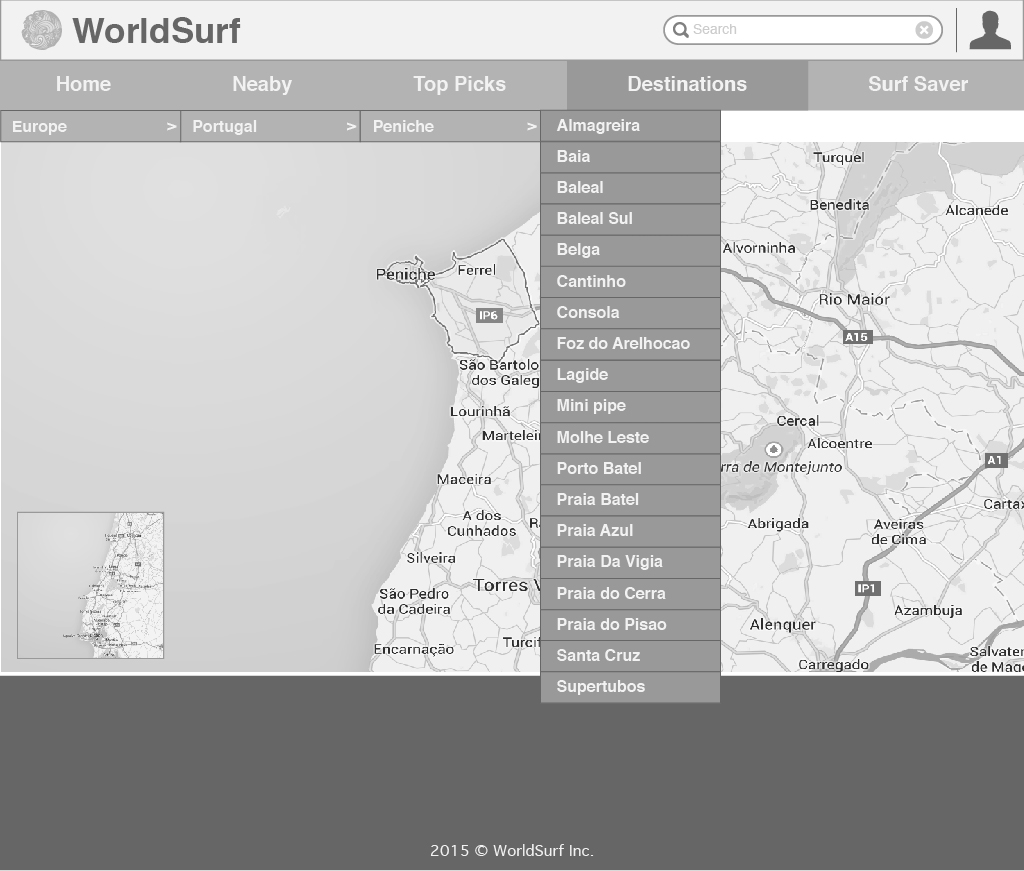 WorldSurf
Search
Home
Neaby
Top Picks
Destinations
Surf Saver
Europe >
Portugal >
Peniche >
Almagreira
Baia
Baleal
Baleal Sul
Belga
Cantinho
Consola
Foz do Arelhocao
Lagide
Mini pipe
Molhe Leste
Porto Batel
Praia Batel
Praia Azul
Praia Da Vigia
Praia do Cerra
Praia do Pisao
Santa Cruz
Supertubos
Peniche
Ferrel
IP6
São Bartolo
dos Galeg
Lourinhã
Martelei
Maceira
A dos
Cunhados
Silveira
São Pedro
da Cadeira
Torres V
Encarnação
Turcif
Turquel
Benedita
Alcanede
Alvorninha
Rio Maior
A15
Cercal
Alcoentre
rra de Montejunto
A1
Cartax
Abrigada
Aveiras
de Cima
IP1
Azambuja
Alenquer
Carregado
Salvater
de Mago
2015 © WorldSurf Inc.